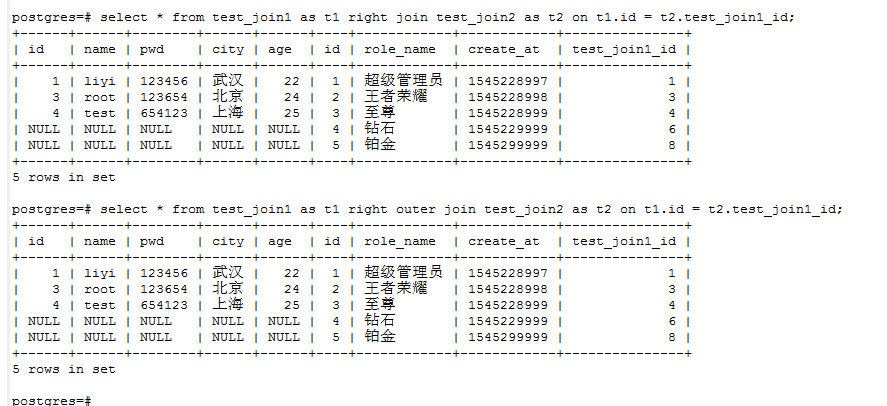 postgres=# select * from test_join1 as t1 right join test_join2 as t2 on t1.id = t2.test_join1_id;
+------+------+--------+------+------+----+------------+------------+---------------+
| id   | name | pwd    | city | age  | id | role_name  | create_at  | test_join1_id |
+------+------+--------+------+------+----+------------+------------+---------------+
|    1 | liyi | 123456 | 武汉 |   22 |  1 | 超级管理员 | 1545228997 |             1 |
|    3 | root | 123654 | 北京 |   24 |  2 | 王者荣耀   | 1545228998 |             3 |
|    4 | test | 654123 | 上海 |   25 |  3 | 至尊       | 1545228999 |             4 |
| NULL | NULL | NULL   | NULL | NULL |  4 | 钻石       | 1545229999 |             6 |
| NULL | NULL | NULL   | NULL | NULL |  5 | 铂金       | 1545299999 |             8 |
+------+------+--------+------+------+----+------------+------------+---------------+
5 rows in set
postgres=# select * from test_join1 as t1 right outer join test_join2 as t2 on t1.id = t2.test_join1_id;
+------+------+--------+------+------+----+------------+------------+---------------+
| id   | name | pwd    | city | age  | id | role_name  | create_at  | test_join1_id |
+------+------+--------+------+------+----+------------+------------+---------------+
|    1 | liyi | 123456 | 武汉 |   22 |  1 | 超级管理员 | 1545228997 |             1 |
|    3 | root | 123654 | 北京 |   24 |  2 | 王者荣耀   | 1545228998 |             3 |
|    4 | test | 654123 | 上海 |   25 |  3 | 至尊       | 1545228999 |             4 |
| NULL | NULL | NULL   | NULL | NULL |  4 | 钻石       | 1545229999 |             6 |
| NULL | NULL | NULL   | NULL | NULL |  5 | 铂金       | 1545299999 |             8 |
+------+------+--------+------+------+----+------------+------------+---------------+
5 rows in set
postgres=#